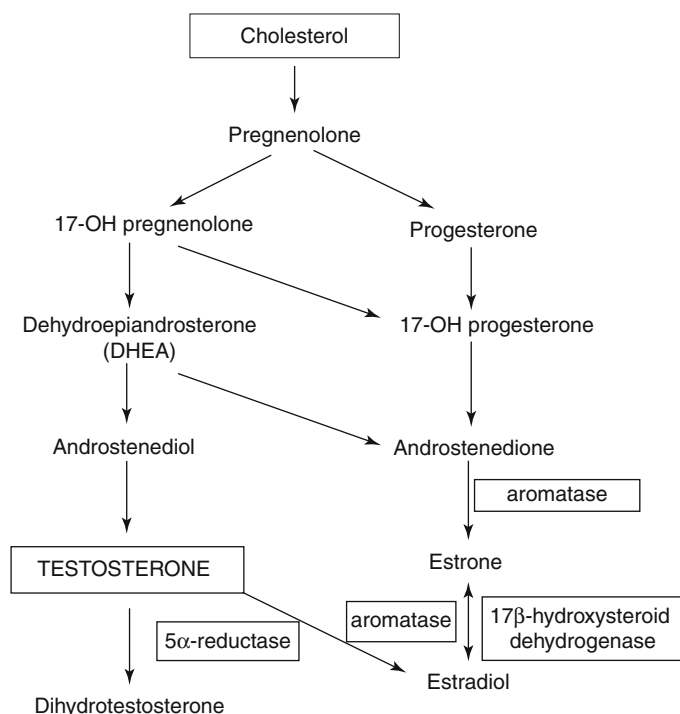 Cholesterol
Pregnenolone
17-OH pregnenolone
Progesterone
Dehydroepiandrosterone
(DHEA)
17-OH progesterone
Androstenediol
Androstenedione
aromatase
TESTOSTERONE
Estrone
5α-reductase
aromatase
17β-hydroxysteroid
dehydrogenase
Dihydrotestosterone
Estradiol